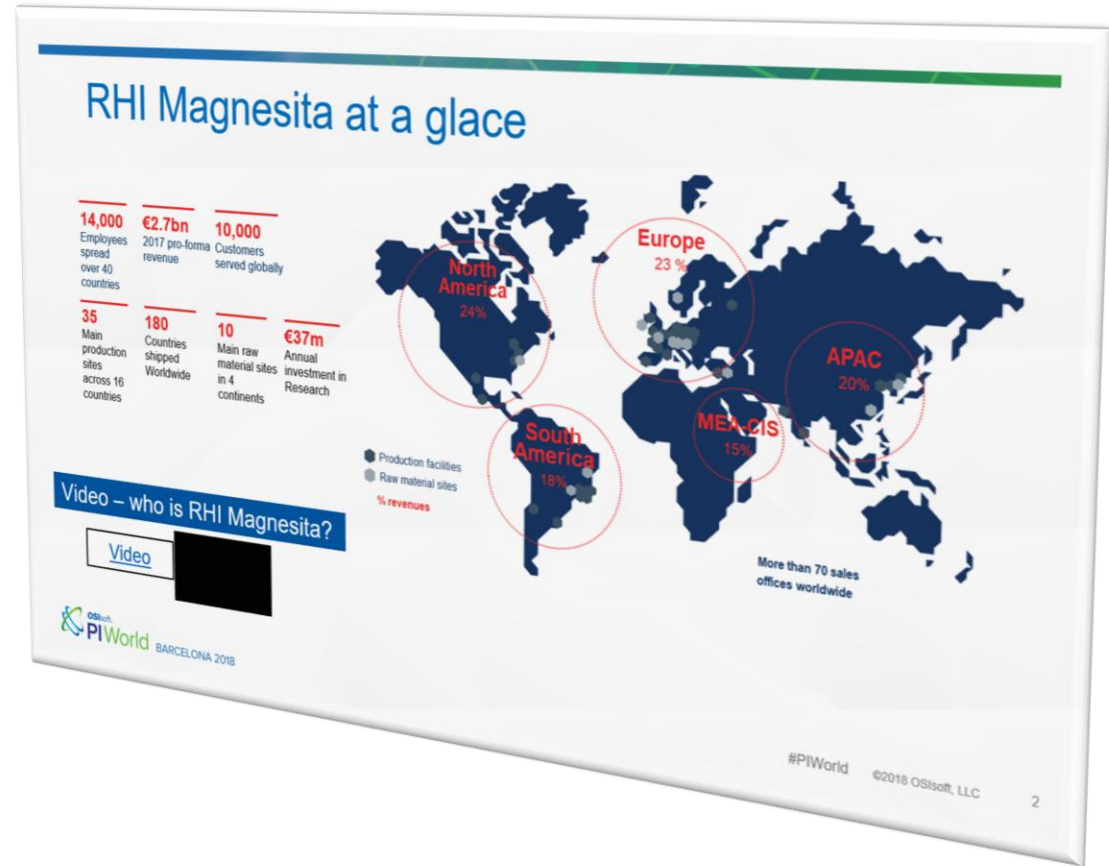 RHI Magnesita at a glace
14,000
Employees
spread
over 40
countries
€2.7bn
2017 pro-forma
revenue
10,000
Customers
served globally
35
Main
production
sites
across 16
countries
180
Countries
shipped
Worldwide
10
Main raw
material sites
in 4
continents
€37m
Annual
investment in
Research
North
America
24%
Europe
23 %
APAC
20%
MEA-CIS
15%
South
America
18%
Production facilities
Raw material sites
% revenues
More than 70 sales
offices worldwide
Video – who is RHI Magnesita?
Video
OSIsoft.
PIWorld BARCELONA 2018
#PIWorld ©2018 OSIsoft, LLC 2